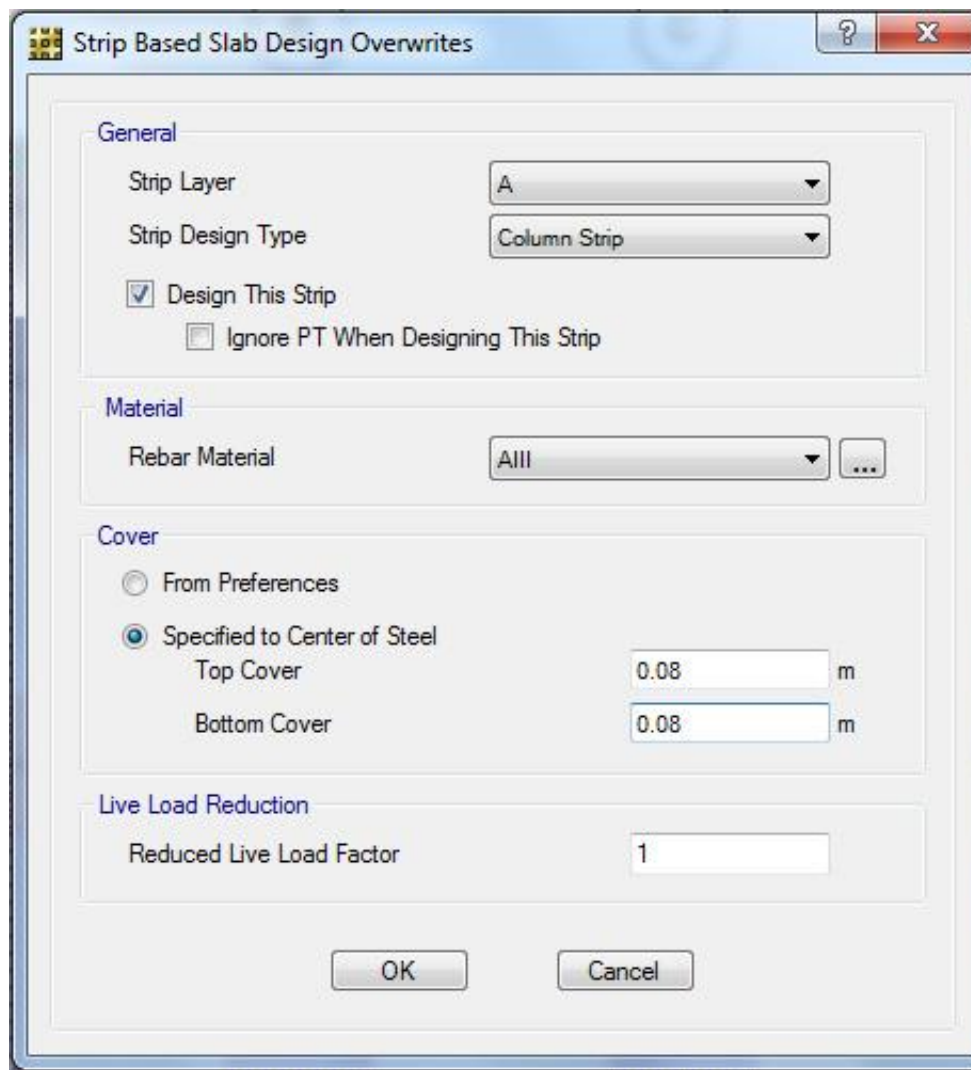 Strip Based Slab Design Overwrites
General
Strip Layer A
Strip Design Type Column Strip
Design This Strip
Ignore PT When Designing This Strip
Material
Rebar Material AIII ...
Cover
From Preferences
Specified to Center of Steel
Top Cover 0.08 m
Bottom Cover 0.08 m
Live Load Reduction
Reduced Live Load Factor 1
OK Cancel